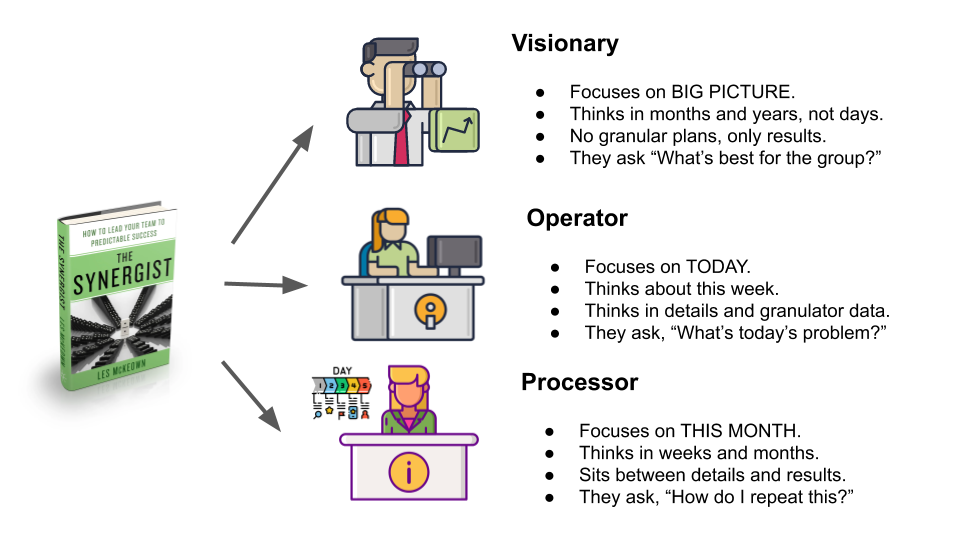 Visionary
● Focuses on BIG PICTURE.
● Thinks in months and years, not days.
● No granular plans, only results.
● They ask “What’s best for the group?”
HOW TO LEAD YOUR TEAM TO
PREDICTABLE SUCCESS
THE
SYNERGIST
LES McKEOWN
THE SYNERGIST LES McKEOWN
Operator
● Focuses on TODAY.
● Thinks about this week.
● Thinks in details and granulator data.
● They ask, “What’s today’s problem?”
DAY
1 2 3 4 5
i
Processor
● Focuses on THIS MONTH.
● Thinks in weeks and months.
● Sits between details and results.
● They ask, “How do I repeat this?”